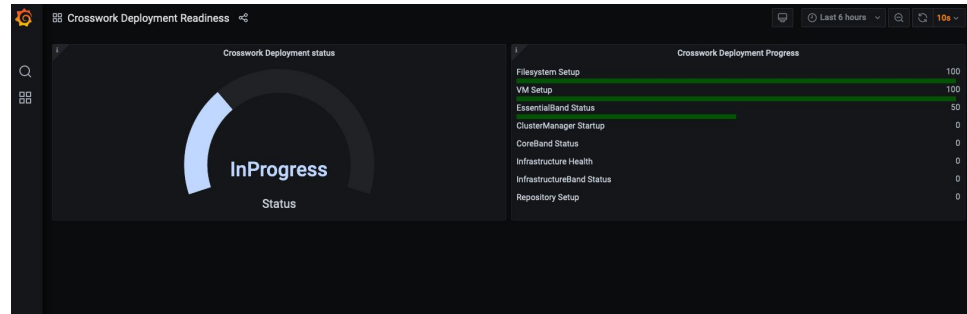 Crosswork Deployment Readiness
Last 6 hours
10s
i
Crosswork Deployment status
InProgress
Status
i
Crosswork Deployment Progress
Filesystem Setup 100
VM Setup 100
EssentialBand Status 50
ClusterManager Startup 0
CoreBand Status 0
Infrastructure Health 0
InfrastructureBand Status 0
Repository Setup 0